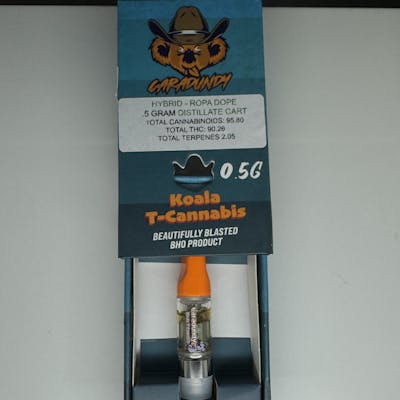 CARADUNDY
HYBRID - ROPA DOPE
.5 GRAM DISTILLATE CART
TOTAL CANNABINOIDS: 95.80
TOTAL THC: 90.26
TOTAL TERPENES 2.05
0.5G
Koala
T-Cannabis
BEAUTIFULLY BLASTED
BHO PRODUCT